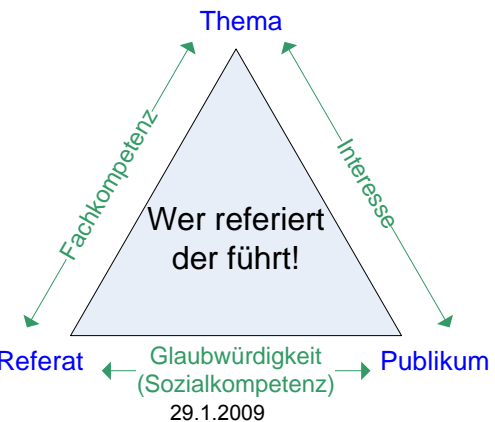 Thema
Fachkompetenz
Interesse
Wer referiert
der führt!
Referat
Glaubwürdigkeit
(Sozialkompetenz)
Publikum
29.1.2009